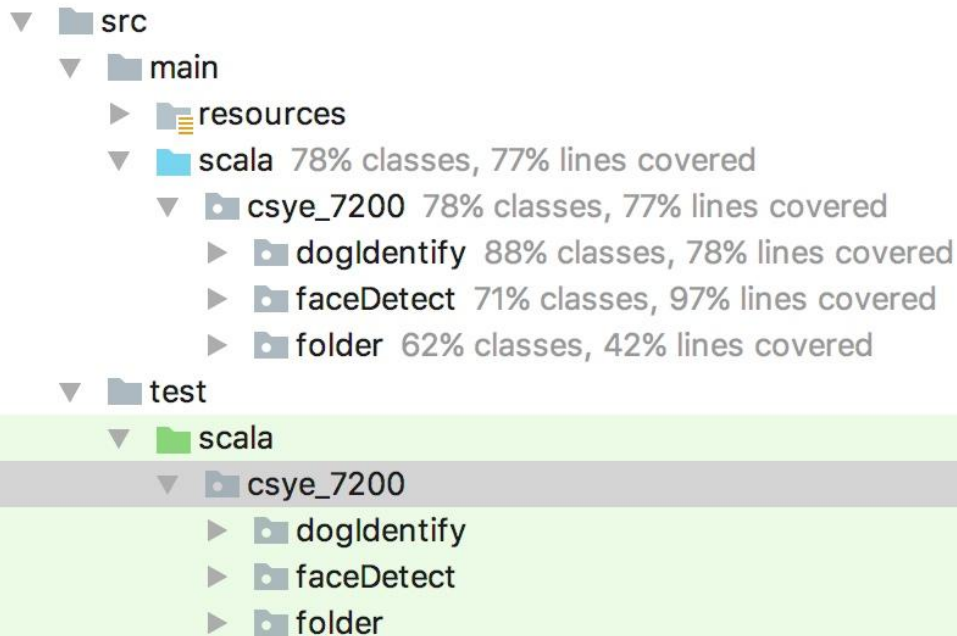 src
main
resources
scala 78% classes, 77% lines covered
csye_7200 78% classes, 77% lines covered
dogIdentify 88% classes, 78% lines covered
faceDetect 71% classes, 97% lines covered
folder 62% classes, 42% lines covered
test
scala
csye_7200
dogIdentify
faceDetect
folder